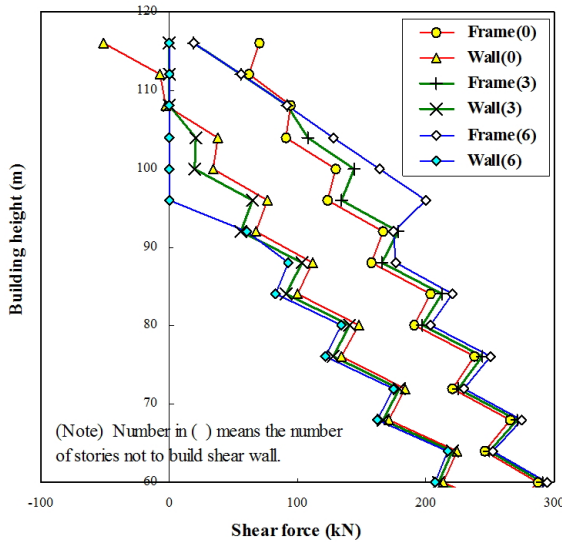 120
110
100
90
80
70
60
Building height (m)
Frame(0)
Wall(0)
Frame(3)
Wall(3)
Frame(6)
Wall(6)
(Note) Number in ( ) means the number
of stories not to build shear wall.
-100
0
100
200
300
Shear force (kN)